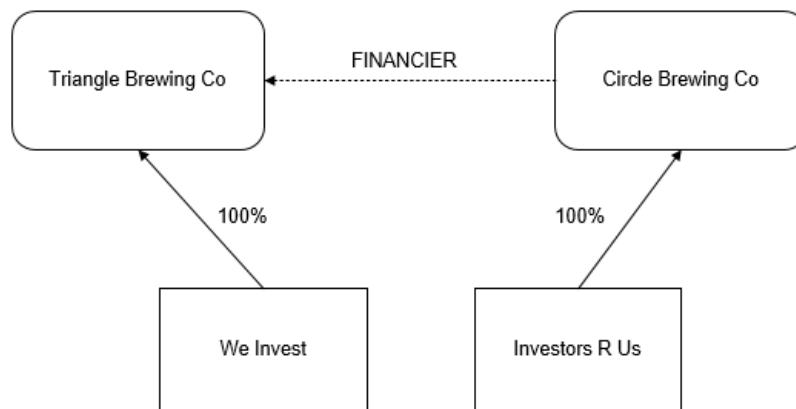 FINANCIER
Triangle Brewing Co
Circle Brewing Co
100%
100%
We Invest
Investors R Us